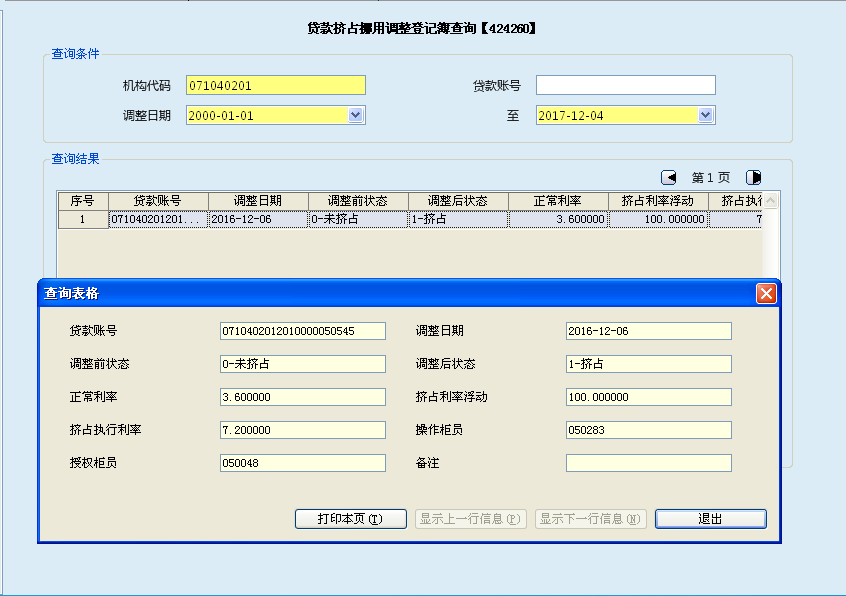 贷款挤占挪用调整登记簿查询【424260】
查询条件
机构代码 071040201 贷款账号
调整日期 2000-01-01 至 2017-12-04
查询结果
第 1 页
序号 贷款账号 调整日期 调整前状态 调整后状态 正常利率 挤占利率浮动 挤占执行
1 071040201201... 2016-12-06 0-未挤占 1-挤占 3.600000 100.000000 7
查询表格
贷款账号 0710402012010000050545 调整日期 2016-12-06
调整前状态 0-未挤占 调整后状态 1-挤占
正常利率 3.600000 挤占利率浮动 100.000000
挤占执行利率 7.200000 操作柜员 050283
授权柜员 050048 备注
打印本页(T) 显示上一行信息(P) 显示下一行信息(N) 退出